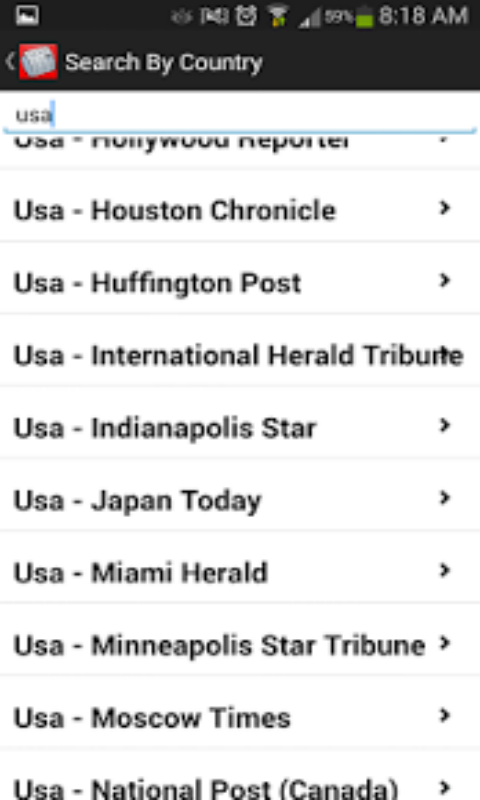 59% 8:18 AM
Search By Country
usa
Usa - Hollywood Reporter
Usa - Houston Chronicle
Usa - Huffington Post
Usa - International Herald Tribune
Usa - Indianapolis Star
Usa - Japan Today
Usa - Miami Herald
Usa - Minneapolis Star Tribune
Usa - Moscow Times
Usa - National Post (Canada)